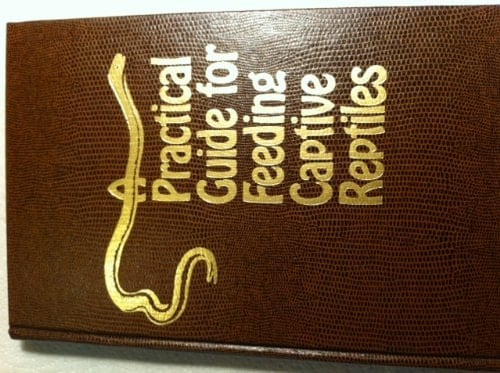 A
Practical
Guide for
Feeding
Captive
Reptiles